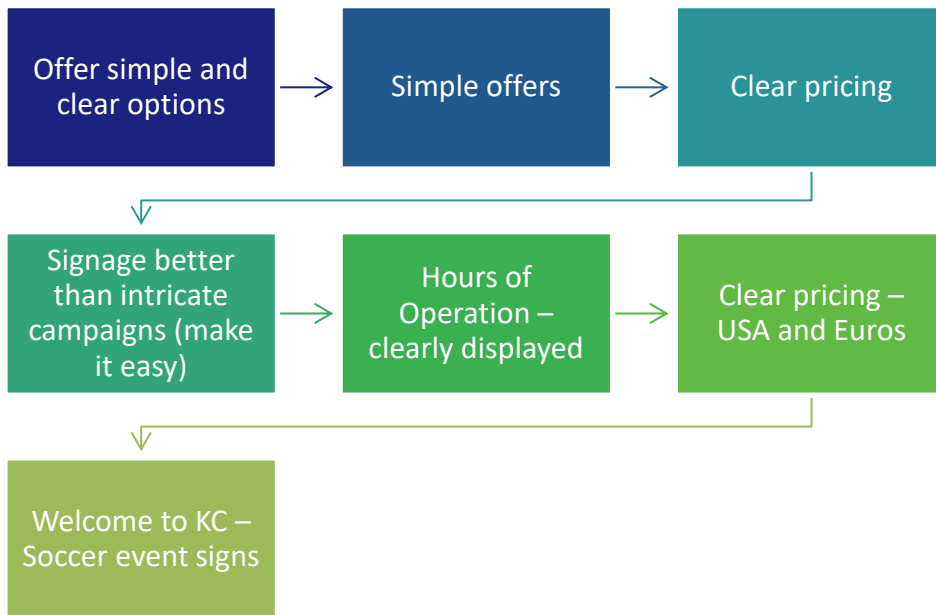 Offer simple and
clear options
Simple offers
Clear pricing
Signage better
than intricate
campaigns (make
it easy)
Hours of
Operation –
clearly displayed
Clear pricing –
USA and Euros
Welcome to KC –
Soccer event signs